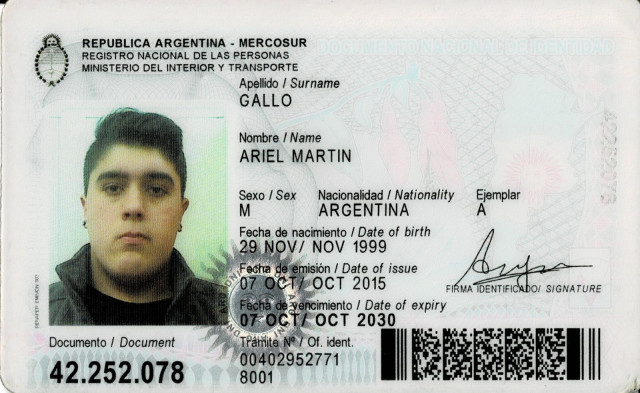 REPUBLICA ARGENTINA - MERCOSUR
REGISTRO NACIONAL DE LAS PERSONAS
MINISTERIO DEL INTERIOR Y TRANSPORTE
Apellido / Surname
GALLO
Nombre / Name
ARIEL MARTIN
Sexo / Sex Nacionalidad / Nationality Ejemplar
M ARGENTINA A
Fecha de nacimiento / Date of birth
29 NOV/ NOV 1999
Fecha de emisión / Date of issue
07 OCT/ OCT 2015
FIRMA IDENTIFICADO/ SIGNATURE
Fecha de vencimiento / Date of expiry
07 OCT/ OCT 2030
Documento / Document
42.252.078
Trámite Nº / Of. ident.
00402952771
8001